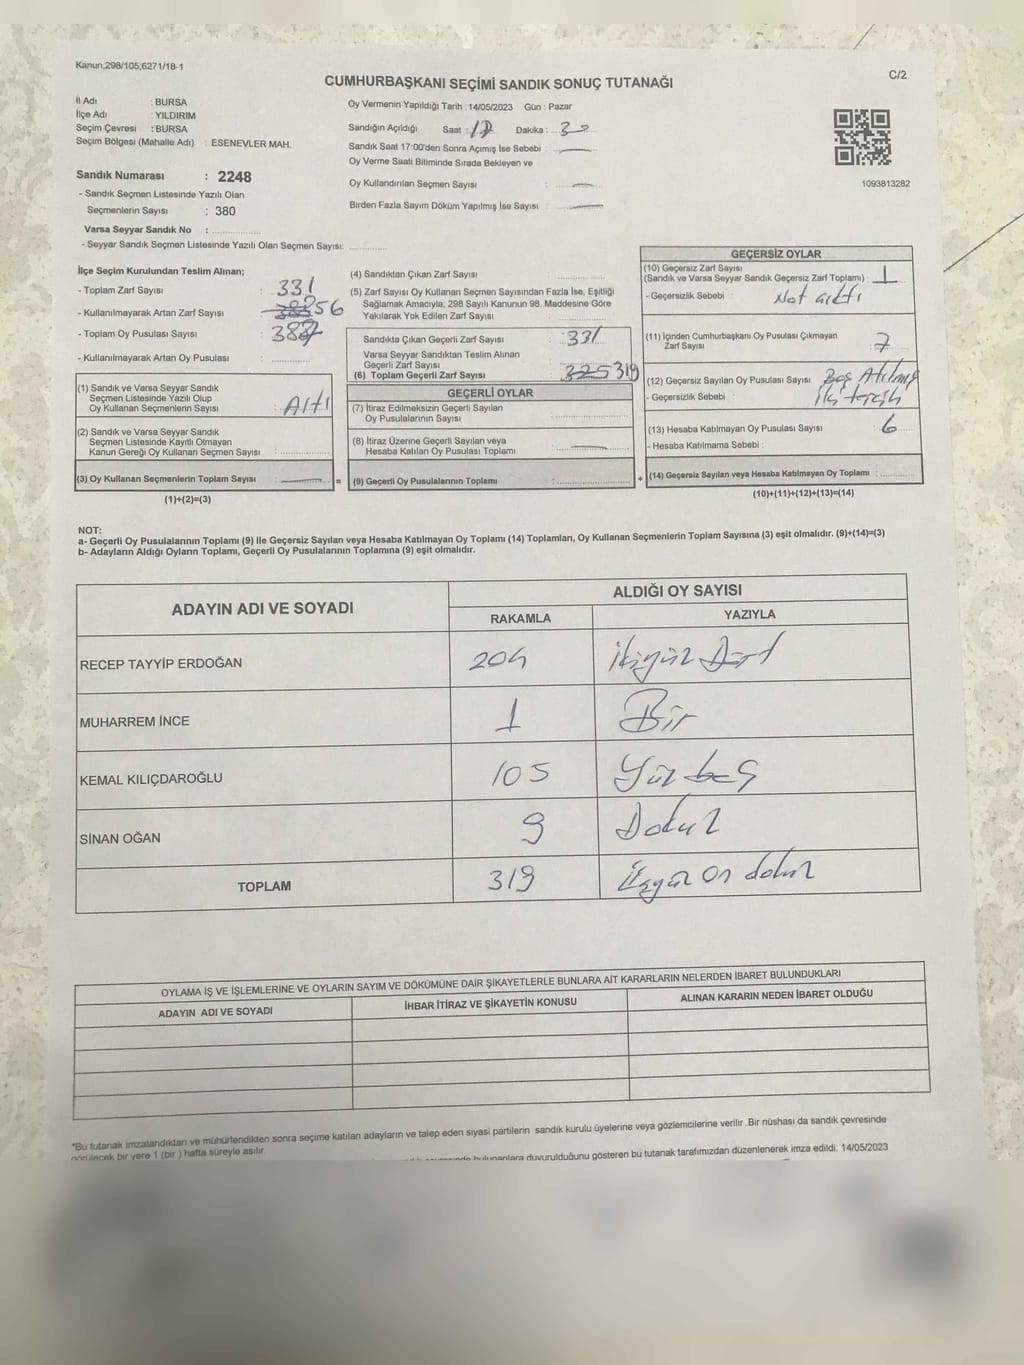 Kanun;298/105;6271/18-1
C/2
CUMHURBAŞKANI SEÇİMİ SANDIK SONUÇ TUTANAĞI
İl Adı : BURSA
İlçe Adı : YILDIRIM
Seçim Çevresi : BURSA
Seçim Bölgesi (Mahalle Adı) : ESENEVLER MAH.
Sandık Numarası : 2248
- Sandık Seçmen Listesinde Yazılı Olan
Seçmenlerin Sayısı : 380
Varsa Seyyar Sandık No :
- Seyyar Sandık Seçmen Listesinde Yazılı Olan Seçmen Sayısı:
Oy Vermenin Yapıldığı Tarih : 14/05/2023 Gün : Pazar
Sandığın Açıldığı Saat : Dakika : 30
Sandık Saat 17:00'den Sonra Açımış İse Sebebi :
Oy Verme Saati Bitiminde Sırada Bekleyen ve
Oy Kullandırılan Seçmen Sayısı :
Birden Fazla Sayım Döküm Yapılmış İse Sayısı :
1093813282
İlçe Seçim Kurulundan Teslim Alınan;
- Toplam Zarf Sayısı : 331
- Kullanılmayarak Artan Zarf Sayısı : 56
- Toplam Oy Pusulası Sayısı :
- Kullanılmayarak Artan Oy Pusulası :
(1) Sandık ve Varsa Seyyar Sandık
Seçmen Listesinde Yazılı Olup
Oy Kullanan Seçmenlerin Sayısı : Altı
(2) Sandık ve Varsa Seyyar Sandık
Seçmen Listesinde Kayıtlı Olmayan
Kanun Gereği Oy Kullanan Seçmen Sayısı :
(3) Oy Kullanan Seçmenlerin Toplam Sayısı =
(1)+(2)=(3)
(4) Sandıktan Çıkan Zarf Sayısı :
(5) Zarf Sayısı Oy Kullanan Seçmen Sayısından Fazla İse, Eşitliği
Sağlamak Amacıyla; 298 Sayılı Kanunun 98. Maddesine Göre
Yakılarak Yok Edilen Zarf Sayısı :
Sandıkta Çıkan Geçerli Zarf Sayısı : 331
Varsa Seyyar Sandıktan Teslim Alınan
Geçerli Zarf Sayısı :
(6) Toplam Geçerli Zarf Sayısı : 325 319
GEÇERLİ OYLAR
(7) İtiraz Edilmeksizin Geçerli Sayılan
Oy Pusulalarının Sayısı :
(8) İtiraz Üzerine Geçerli Sayılan veya
Hesaba Katılan Oy Pusulası Toplamı :
(9) Geçerli Oy Pusulalarının Toplamı : +
GEÇERSİZ OYLAR
(10) Geçersiz Zarf Sayısı
(Sandık ve Varsa Seyyar Sandık Geçersiz Zarf Toplamı) : 1
- Geçersizlik Sebebi : Not
(11) İçinden Cumhurbaşkanı Oy Pusulası Çıkmayan
Zarf Sayısı : 7
(12) Geçersiz Sayılan Oy Pusulası Sayısı : Boş Atılmış
- Geçersizlik Sebebi : iki tercih
(13) Hesaba Katılmayan Oy Pusulası Sayısı : 6
- Hesaba Katılmama Sebebi :
(14) Geçersiz Sayılan veya Hesaba Katılmayan Oy Toplamı :
(10)+(11)+(12)+(13)=(14)
NOT:
a- Geçerli Oy Pusulalarının Toplamı (9) ile Geçersiz Sayılan veya Hesaba Katılmayan Oy Toplamı (14) Toplamları, Oy Kullanan Seçmenlerin Toplam Sayısına (3) eşit olmalıdır. (9)+(14)=(3)
b- Adayların Aldığı Oyların Toplamı, Geçerli Oy Pusulalarının Toplamına (9) eşit olmalıdır.
ADAYIN ADI VE SOYADI
ALDIĞI OY SAYISI
RAKAMLA YAZIYLA
RECEP TAYYİP ERDOĞAN 204 İkiyüz Dört
MUHARREM İNCE 1 Bir
KEMAL KILIÇDAROĞLU 105 Yüz beş
SİNAN OĞAN 9 Dokuz
TOPLAM 319 Üçyüz on dokuz
OYLAMA İŞ VE İŞLEMLERİNE VE OYLARIN SAYIM VE DÖKÜMÜNE DAİR ŞİKAYETLERLE BUNLARA AİT KARARLARIN NELERDEN İBARET BULUNDUKLARI
ADAYIN ADI VE SOYADI İHBAR İTİRAZ VE ŞİKAYETİN KONUSU ALINAN KARARIN NEDEN İBARET OLDUĞU
*Bu tutanak imzalandıktan ve mühürlendikten sonra seçime katılan adayların ve talep eden siyasi partilerin sandık kurulu üyelerine veya gözlemcilerine verilir .Bir nüshası da sandık çevresinde
görülecek bir yere 1 (bir ) hafta süreyle asılır
bulunanlara duyurulduğunu gösteren bu tutanak tarafımızdan düzenlenerek imza edildi. 14/05/2023